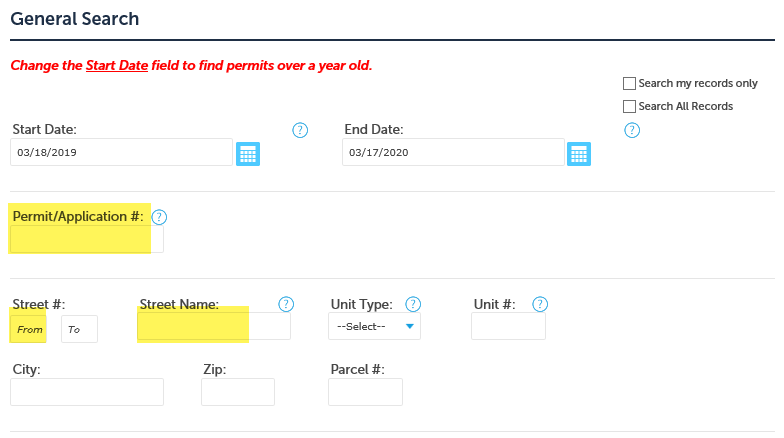 General Search
Change the Start Date field to find permits over a year old.
Search my records only
Search All Records
Start Date: ? End Date: ?
03/18/2019 03/17/2020
Permit/Application #: ?
Street #: Street Name: ? Unit Type: ? Unit #: ?
From To --Select--
City: Zip: Parcel #: